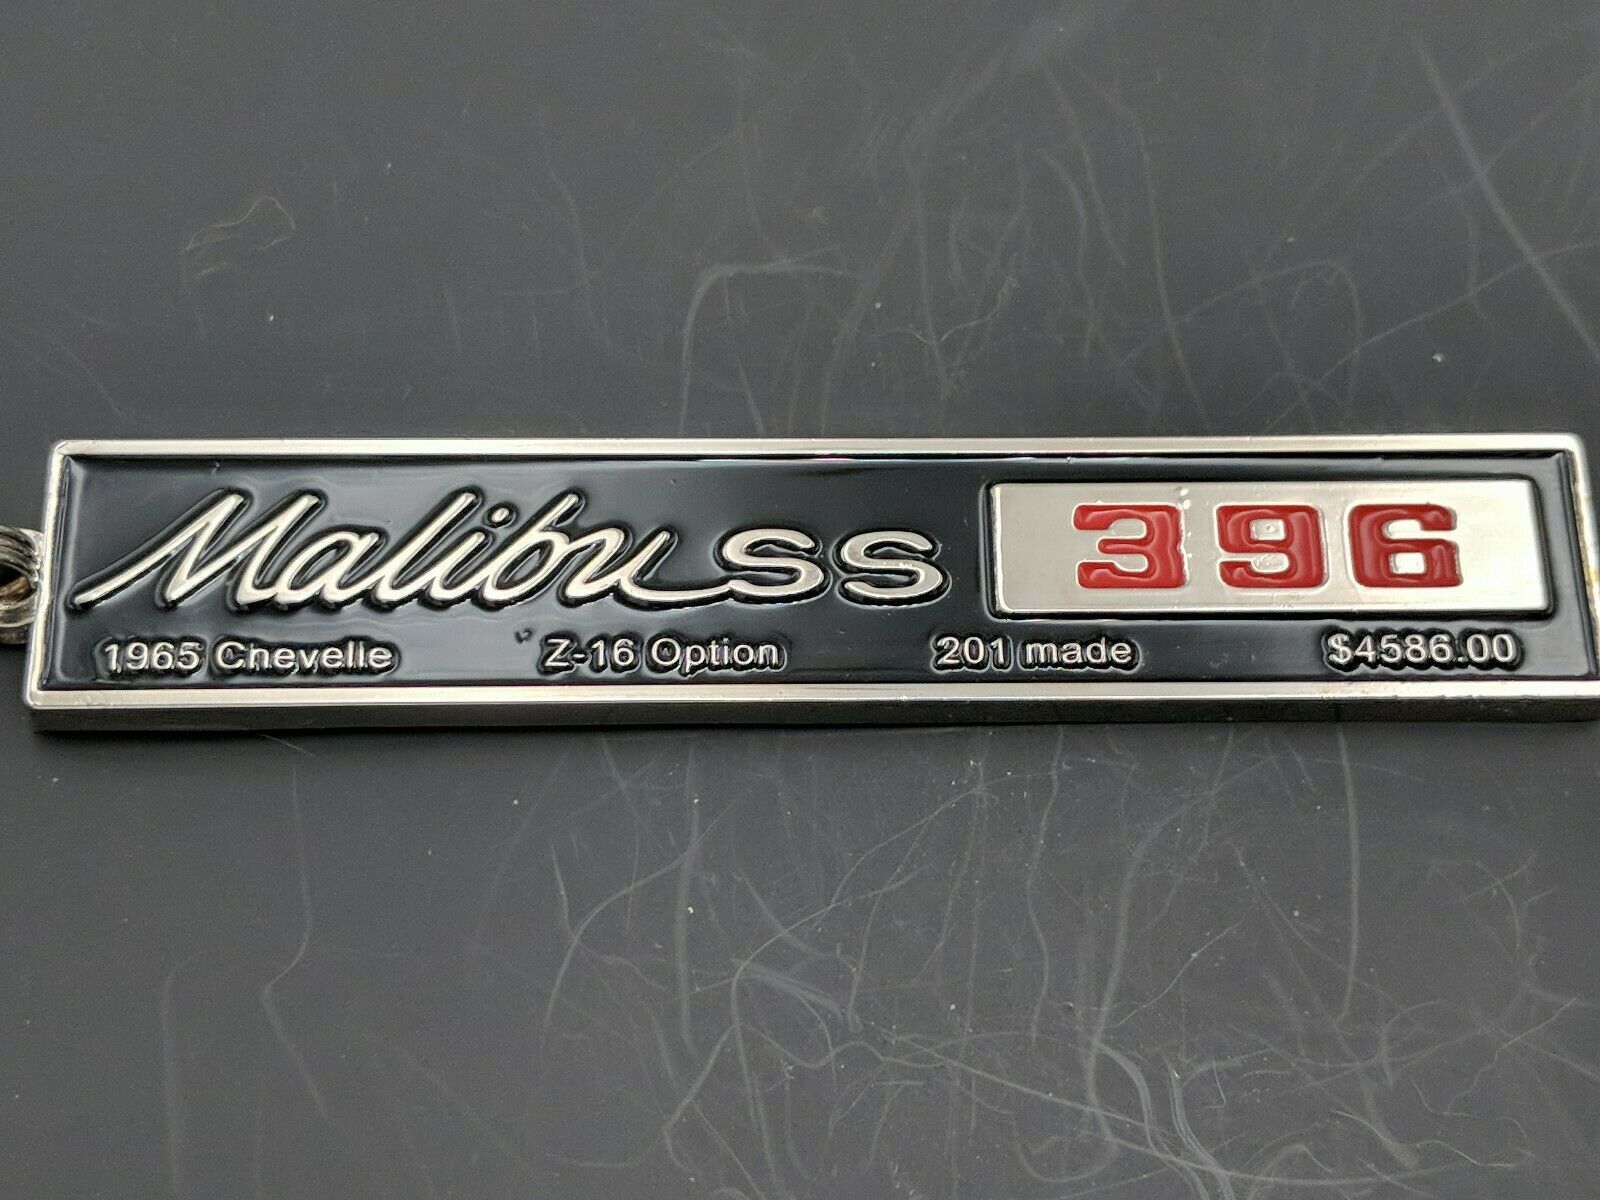 Malibu SS 396
1965 Chevelle Z-16 Option 201 made $4586.00